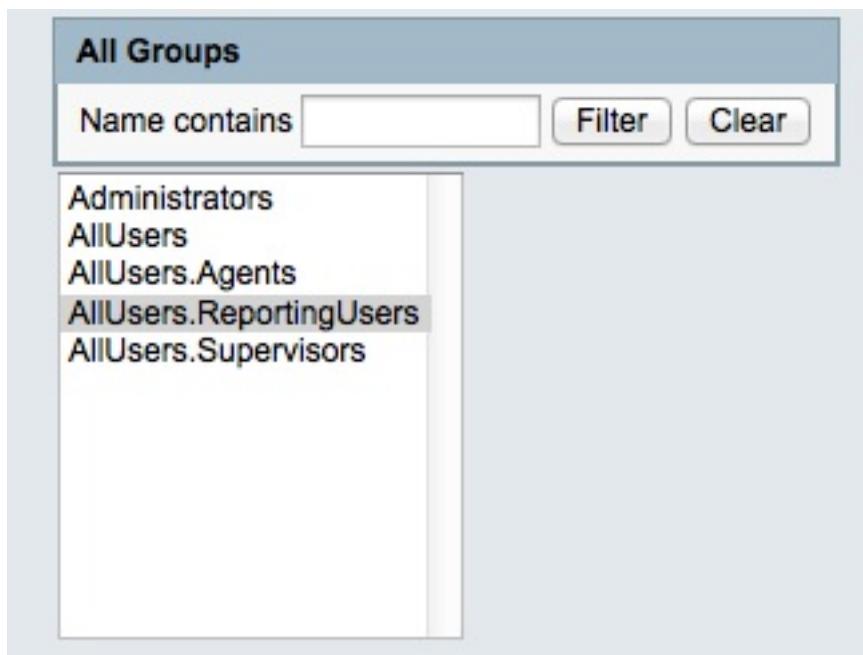 All Groups
Name contains Filter Clear
Administrators
AllUsers
AllUsers.Agents
AllUsers.ReportingUsers
AllUsers.Supervisors